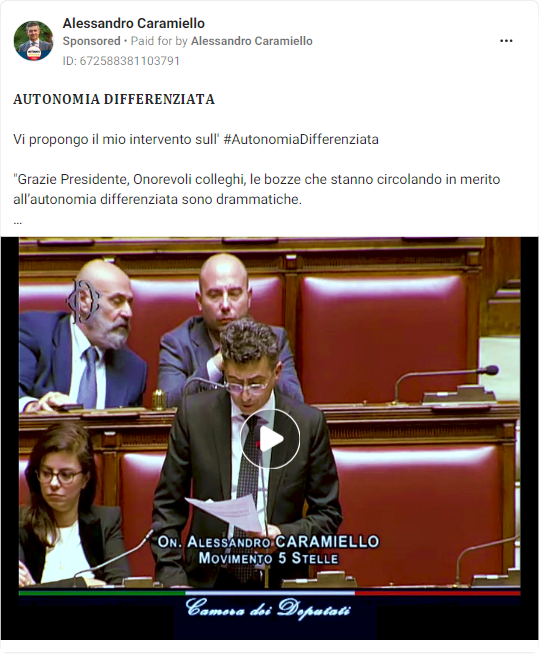 Alessandro Caramiello
Sponsored • Paid for by Alessandro Caramiello
ID: 672588381103791
AUTONOMIA DIFFERENZIATA
Vi propongo il mio intervento sull' #AutonomiaDifferenziata
"Grazie Presidente, Onorevoli colleghi, le bozze che stanno circolando in merito
all'autonomia differenziata sono drammatiche.
...
ON. ALESSANDRO CARAMIELLO
MOVIMENTO 5 STELLE
Camera dei Deputati